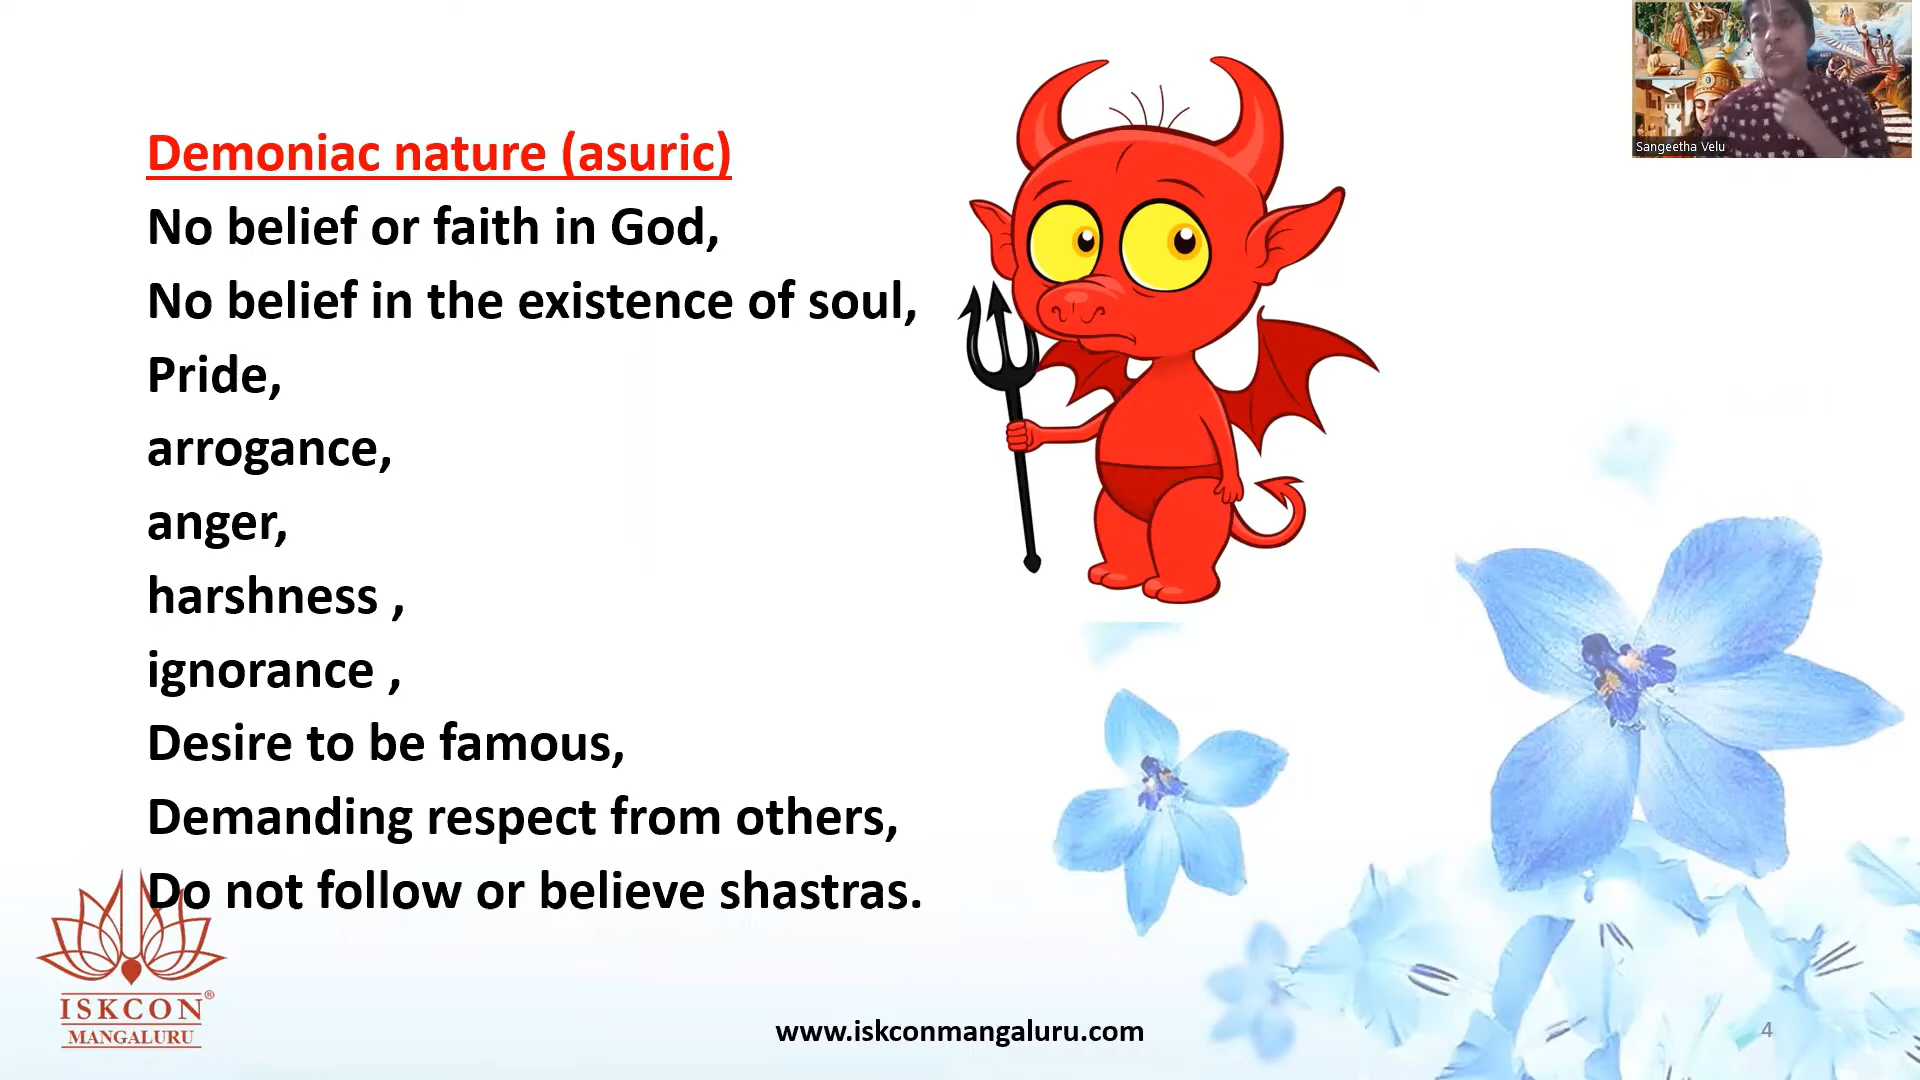 Sangeetha Velu
Demoniac nature (asuric)
No belief or faith in God,
No belief in the existence of soul,
Pride,
arrogance,
anger,
harshness ,
ignorance ,
Desire to be famous,
Demanding respect from others,
Do not follow or believe shastras.
ISKCON®
MANGALURU
www.iskconmangaluru.com
4